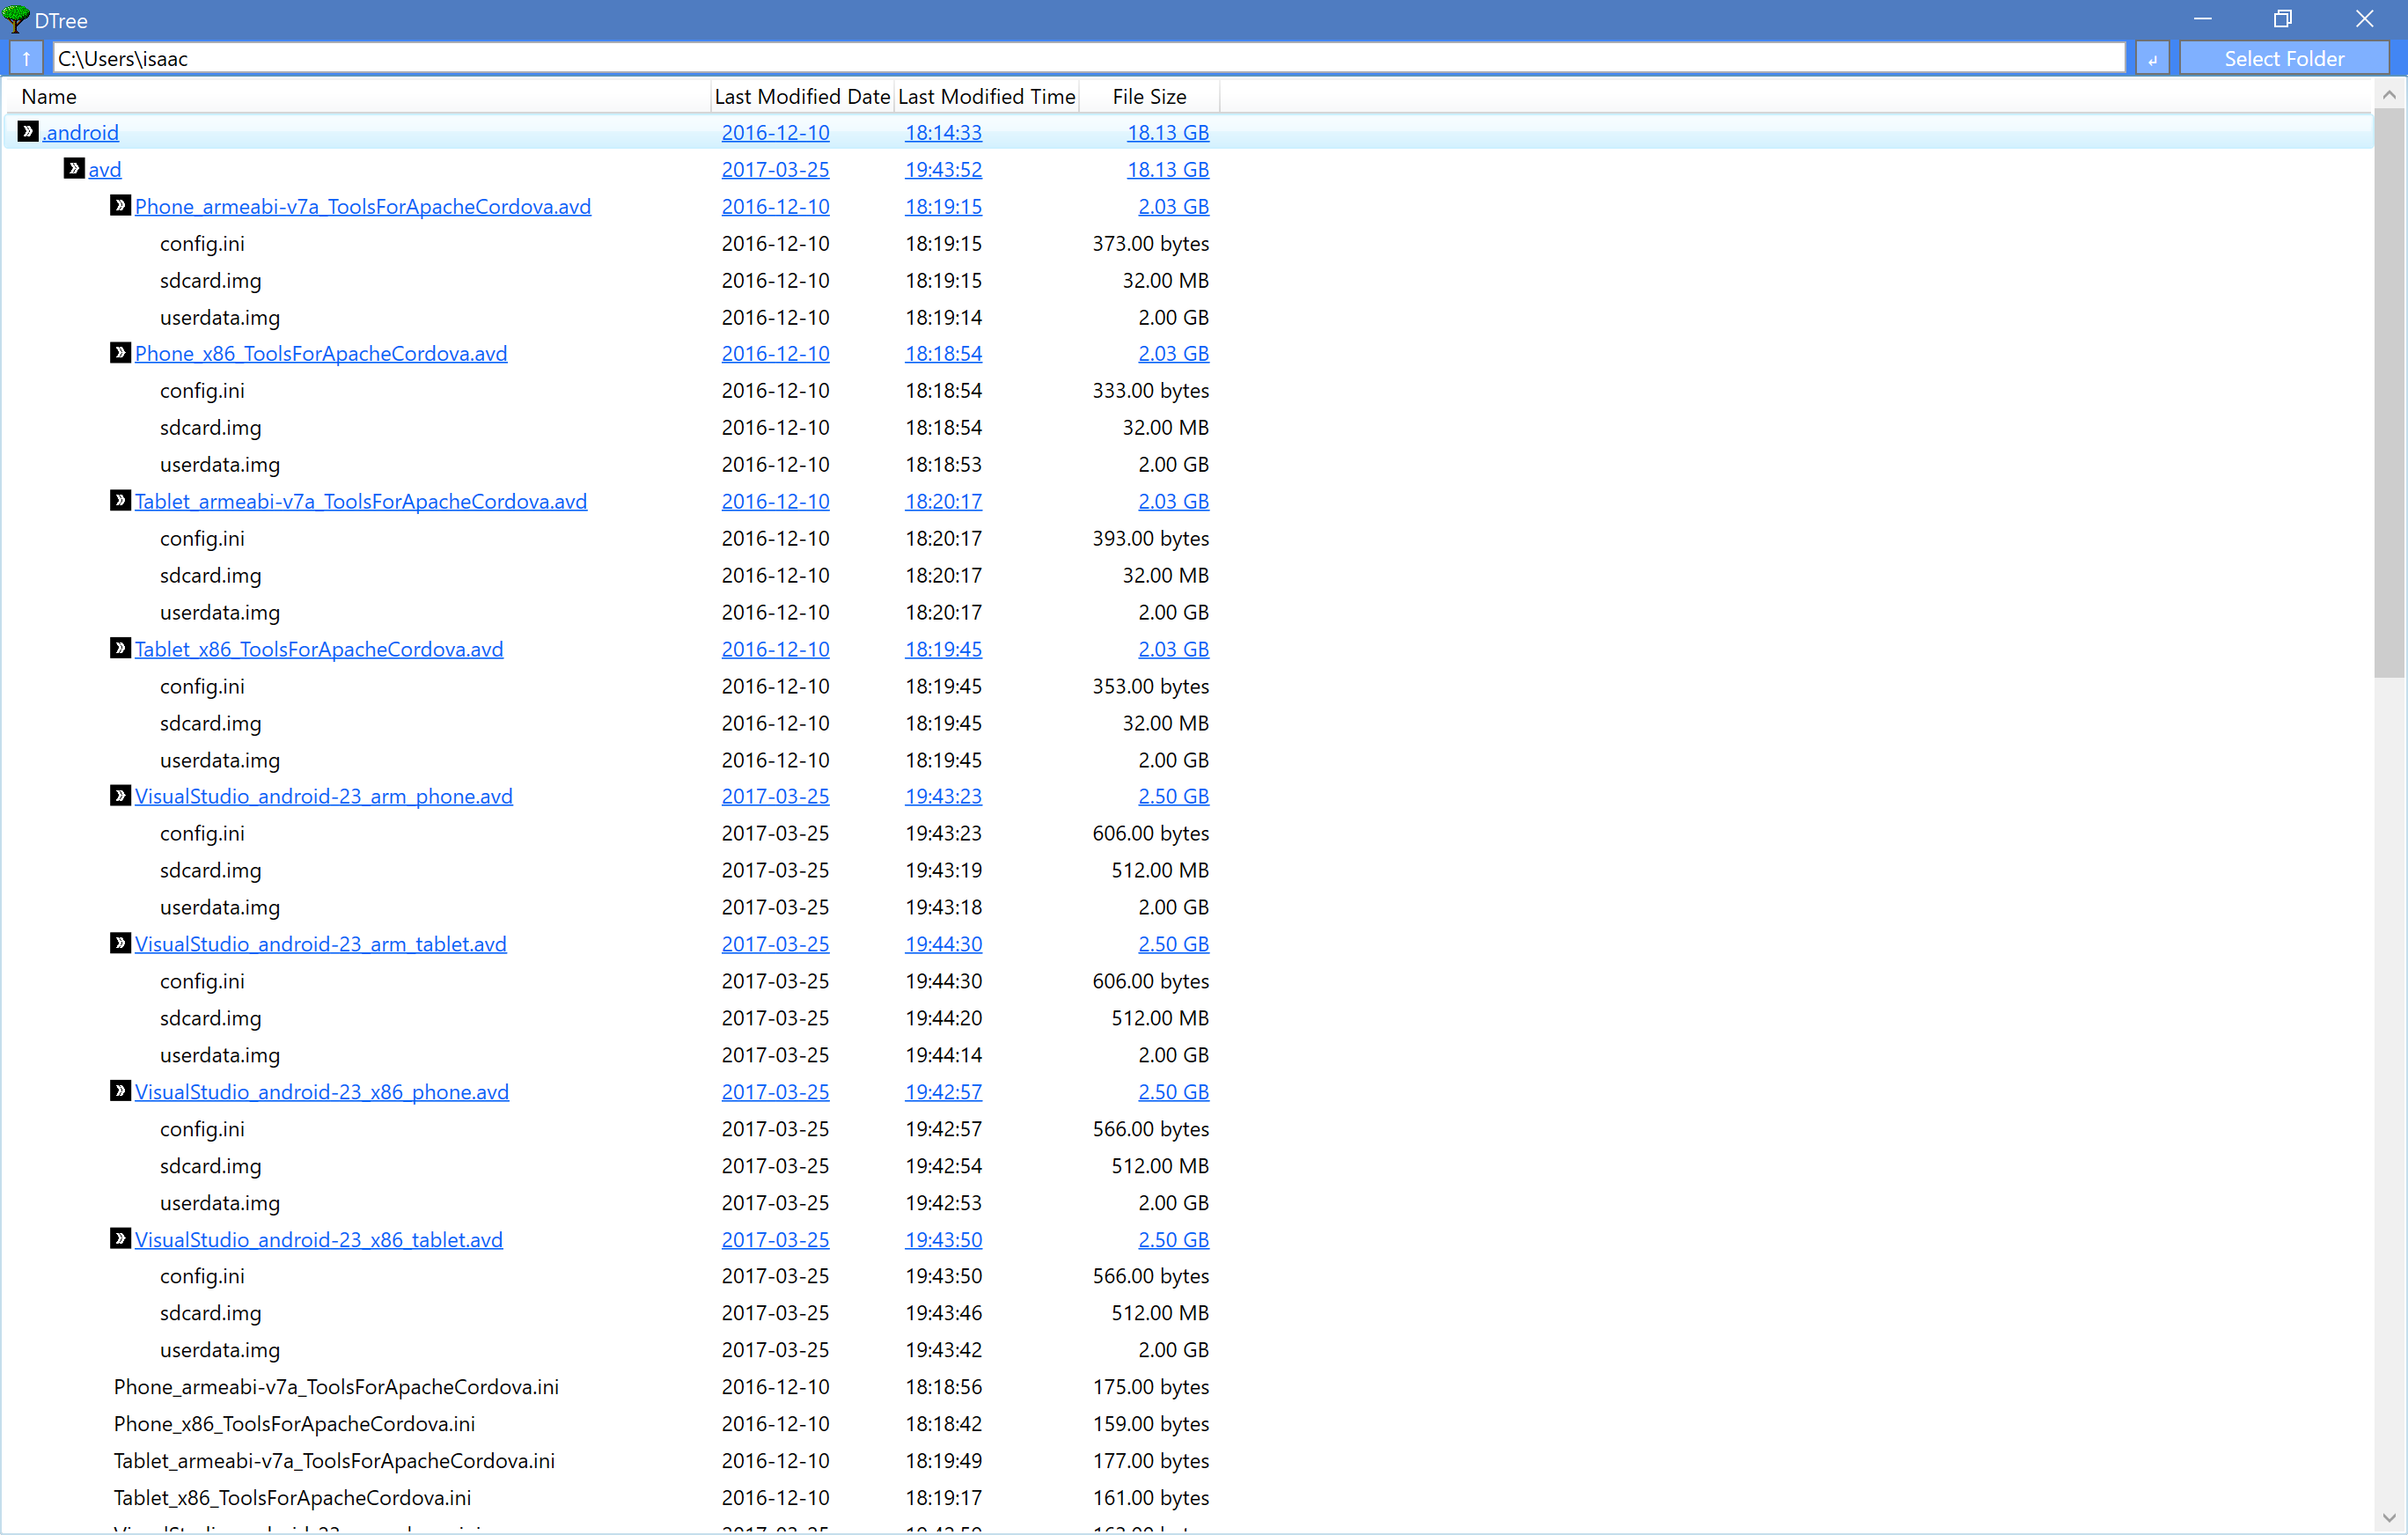 DTree
↑ C:\Users\isaac ↲ Select Folder
Name Last Modified Date Last Modified Time File Size
.android 2016-12-10 18:14:33 18.13 GB
avd 2017-03-25 19:43:52 18.13 GB
Phone_armeabi-v7a_ToolsForApacheCordova.avd 2016-12-10 18:19:15 2.03 GB
config.ini 2016-12-10 18:19:15 373.00 bytes
sdcard.img 2016-12-10 18:19:15 32.00 MB
userdata.img 2016-12-10 18:19:14 2.00 GB
Phone_x86_ToolsForApacheCordova.avd 2016-12-10 18:18:54 2.03 GB
config.ini 2016-12-10 18:18:54 333.00 bytes
sdcard.img 2016-12-10 18:18:54 32.00 MB
userdata.img 2016-12-10 18:18:53 2.00 GB
Tablet_armeabi-v7a_ToolsForApacheCordova.avd 2016-12-10 18:20:17 2.03 GB
config.ini 2016-12-10 18:20:17 393.00 bytes
sdcard.img 2016-12-10 18:20:17 32.00 MB
userdata.img 2016-12-10 18:20:17 2.00 GB
Tablet_x86_ToolsForApacheCordova.avd 2016-12-10 18:19:45 2.03 GB
config.ini 2016-12-10 18:19:45 353.00 bytes
sdcard.img 2016-12-10 18:19:45 32.00 MB
userdata.img 2016-12-10 18:19:45 2.00 GB
VisualStudio_android-23_arm_phone.avd 2017-03-25 19:43:23 2.50 GB
config.ini 2017-03-25 19:43:23 606.00 bytes
sdcard.img 2017-03-25 19:43:19 512.00 MB
userdata.img 2017-03-25 19:43:18 2.00 GB
VisualStudio_android-23_arm_tablet.avd 2017-03-25 19:44:30 2.50 GB
config.ini 2017-03-25 19:44:30 606.00 bytes
sdcard.img 2017-03-25 19:44:20 512.00 MB
userdata.img 2017-03-25 19:44:14 2.00 GB
VisualStudio_android-23_x86_phone.avd 2017-03-25 19:42:57 2.50 GB
config.ini 2017-03-25 19:42:57 566.00 bytes
sdcard.img 2017-03-25 19:42:54 512.00 MB
userdata.img 2017-03-25 19:42:53 2.00 GB
VisualStudio_android-23_x86_tablet.avd 2017-03-25 19:43:50 2.50 GB
config.ini 2017-03-25 19:43:50 566.00 bytes
sdcard.img 2017-03-25 19:43:46 512.00 MB
userdata.img 2017-03-25 19:43:42 2.00 GB
Phone_armeabi-v7a_ToolsForApacheCordova.ini 2016-12-10 18:18:56 175.00 bytes
Phone_x86_ToolsForApacheCordova.ini 2016-12-10 18:18:42 159.00 bytes
Tablet_armeabi-v7a_ToolsForApacheCordova.ini 2016-12-10 18:19:49 177.00 bytes
Tablet_x86_ToolsForApacheCordova.ini 2016-12-10 18:19:17 161.00 bytes